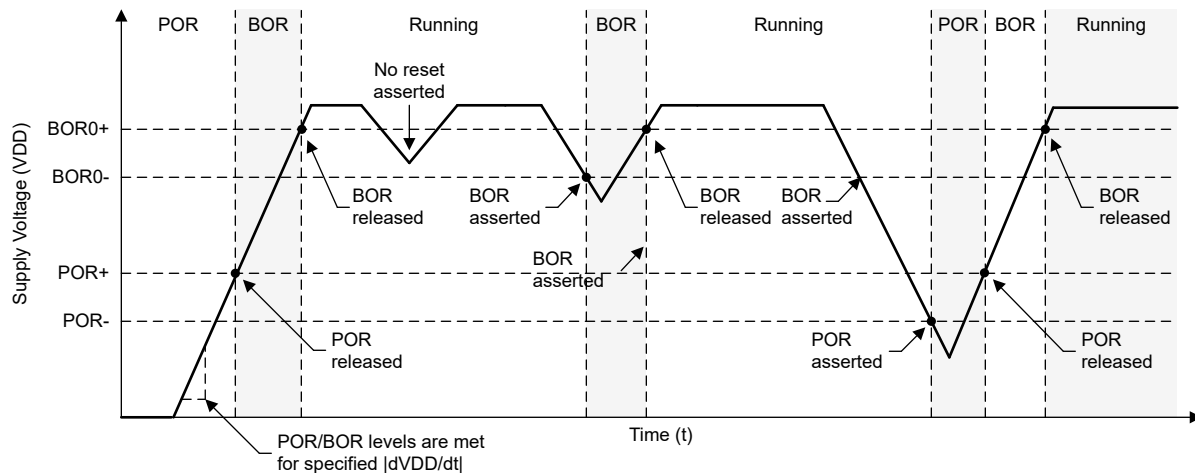 POR
BOR
Running
BOR
Running
POR
BOR
Running
No reset
asserted
Supply Voltage (VDD)
BOR0+
BOR0-
POR+
POR-
BOR
released
BOR
asserted
BOR
released
BOR
asserted
BOR
released
BOR
asserted
POR
released
POR
asserted
POR
released
POR/BOR levels are met
for specified |dVDD/dt|
Time (t)